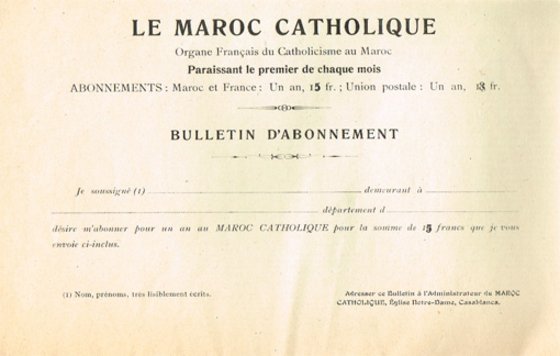 LE MAROC CATHOLIQUE
Organe Français du Catholicisme au Maroc
Paraissant le premier de chaque mois
ABONNEMENTS : Maroc et France : Un an, 15 fr. ; Union postale : Un an, 18 fr.
BULLETIN D'ABONNEMENT
Je soussigné (1) demeurant à
département d
désire m'abonner pour un an au MAROC CATHOLIQUE pour la somme de 15 francs que je vous
envoie ci-inclus.
(1) Nom, prénoms, très lisiblement écrits.
Adresser ce Bulletin à l'Administrateur du MAROC
CATHOLIQUE, Église Notre-Dame, Casablanca.